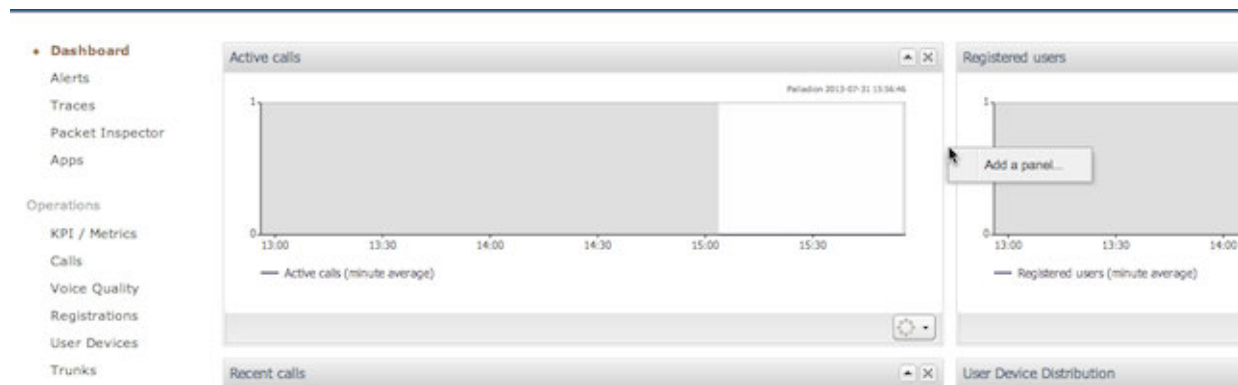 Dashboard
Alerts
Traces
Packet Inspector
Apps
Operations
KPI / Metrics
Calls
Voice Quality
Registrations
User Devices
Trunks
Active calls
Palladion 2013-07-31 15:56:46
1
0
13:00 13:30 14:00 14:30 15:00 15:30
Active calls (minute average)
Registered users
1
Add a panel...
0
13:00 13:30 14:00
Registered users (minute average)
Recent calls
User Device Distribution